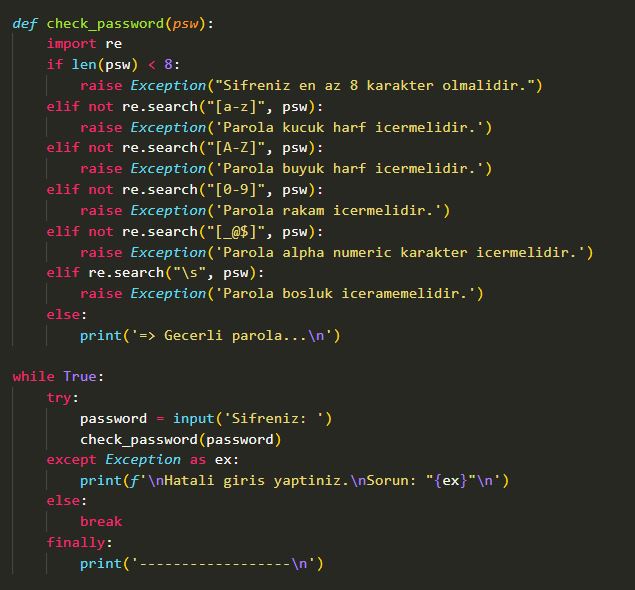 def check_password(psw):
    import re
    if len(psw) < 8:
        raise Exception("Sifreniz en az 8 karakter olmalidir.")
    elif not re.search("[a-z]", psw):
        raise Exception('Parola kucuk harf icermelidir.')
    elif not re.search("[A-Z]", psw):
        raise Exception('Parola buyuk harf icermelidir.')
    elif not re.search("[0-9]", psw):
        raise Exception('Parola rakam icermelidir.')
    elif not re.search("[_@$]", psw):
        raise Exception('Parola alpha numeric karakter icermelidir.')
    elif re.search("\s", psw):
        raise Exception('Parola bosluk iceramemelidir.')
    else:
        print('=> Gecerli parola...\n')
while True:
    try:
        password = input('Sifreniz: ')
        check_password(password)
    except Exception as ex:
        print(f'\nHatali giris yaptiniz.\nSorun: "{ex}"\n')
    else:
        break
    finally:
        print('------------------\n')